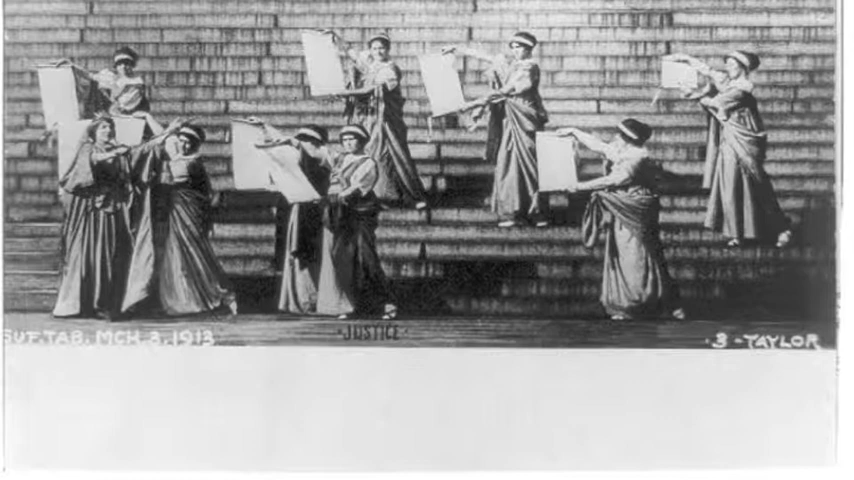 SUF. TAB. MCH. 3, 1913
"JUSTICE"
3 - TAYLOR